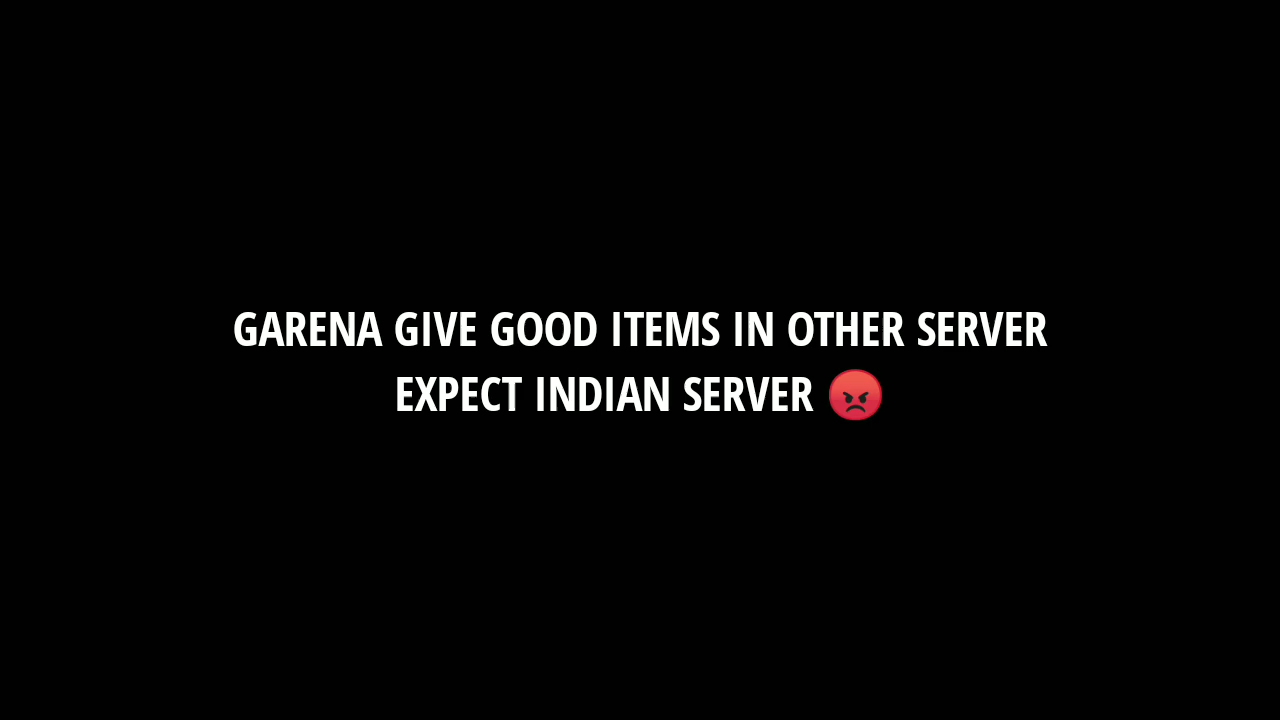 GARENA GIVE GOOD ITEMS IN OTHER SERVER
EXPECT INDIAN SERVER 😡